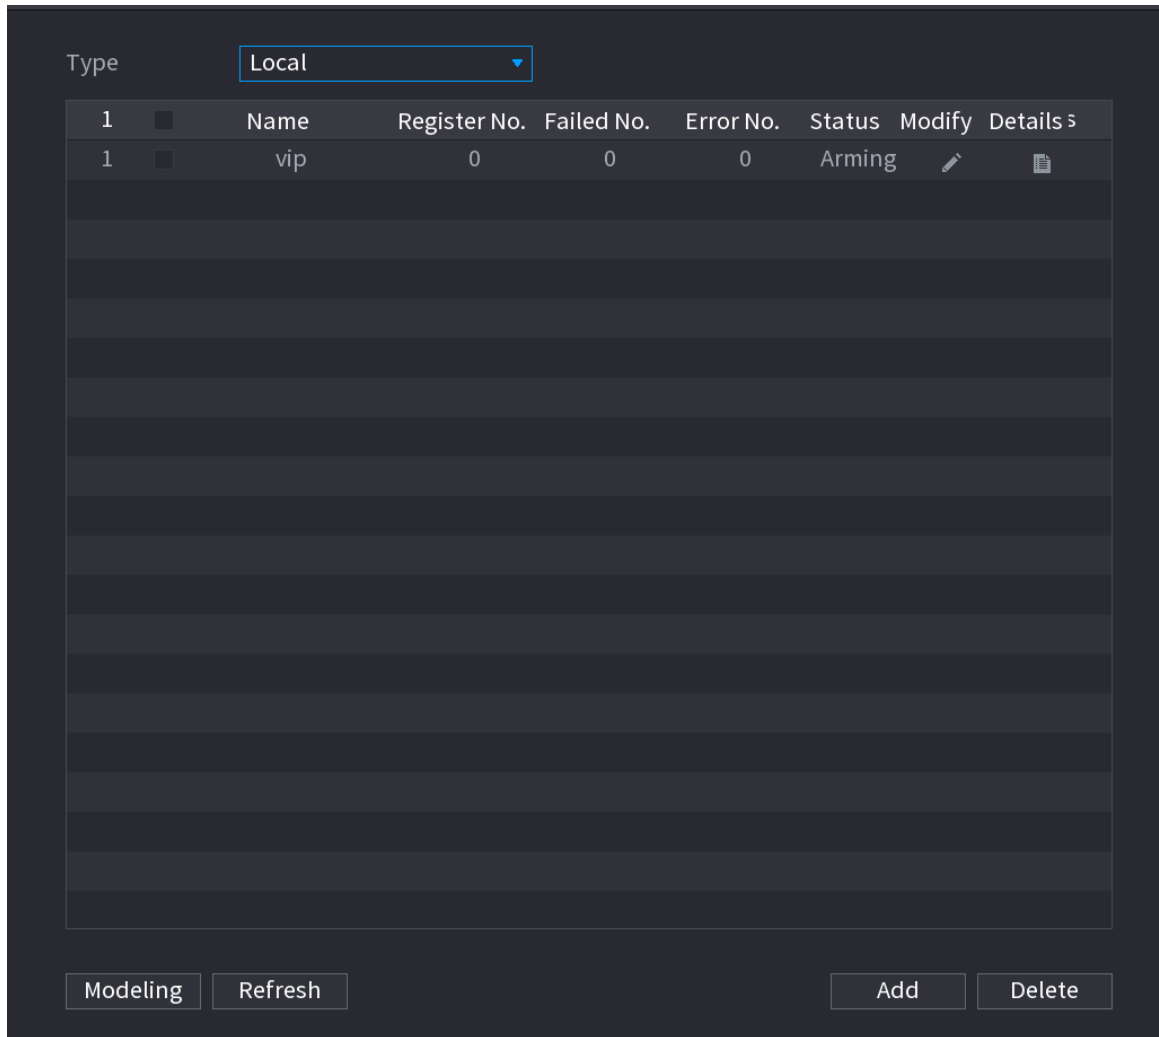 Type Local
1 Name Register No. Failed No. Error No. Status Modify Details s
1 vip 0 0 0 Arming
Modeling Refresh Add Delete